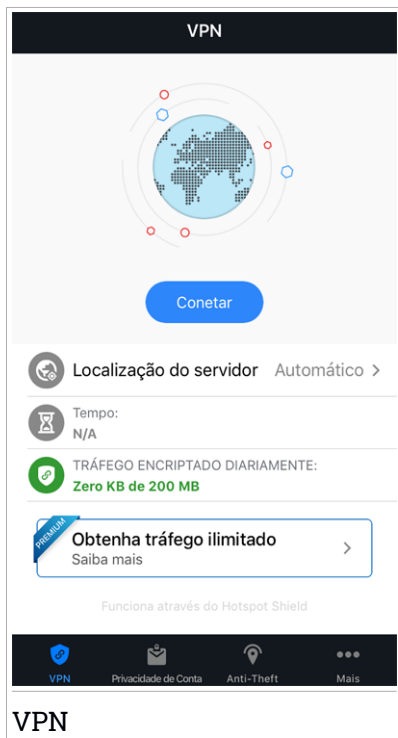 VPN
Conetar
Localização do servidor Automático >
Tempo:
N/A
TRÁFEGO ENCRIPTADO DIARIAMENTE:
Zero KB de 200 MB
PREMIUM
Obtenha tráfego ilimitado
Saiba mais
Funciona através do Hotspot Shield
VPN Privacidade de Conta Anti-Theft Mais
VPN